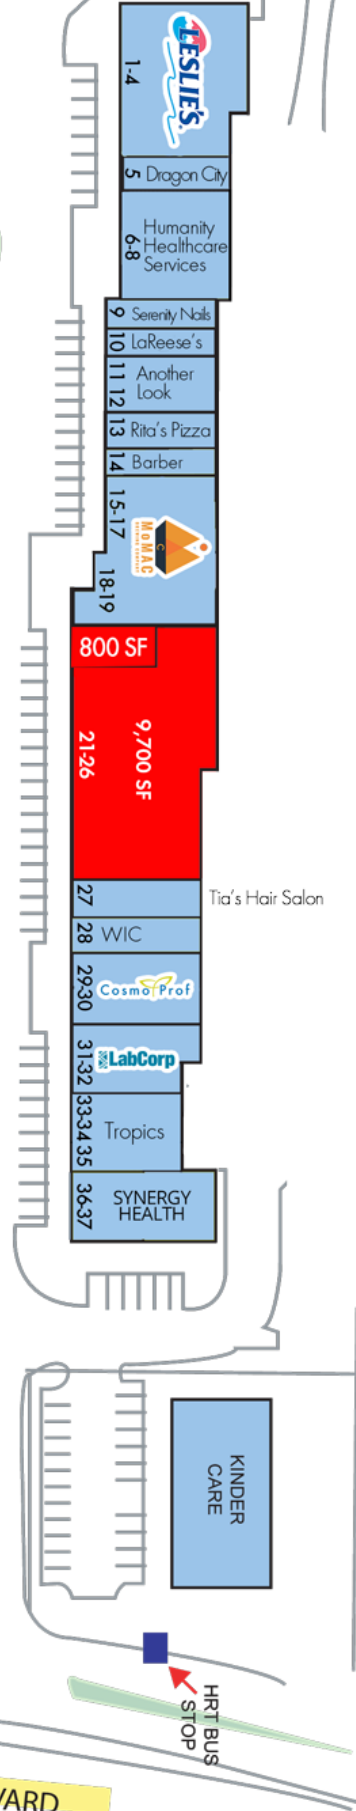 LESLIE'S
1-4
5 Dragon City
6-8
Humanity
Healthcare
Services
9 Serenity Nails
10 LaReese's
11 12
Another
Look
13 Rita's Pizza
14 Barber
15-17
MoMAC
18-19
800 SF
9,700 SF
21-26
27
Tia's Hair Salon
28 WIC
29-30
CosmoProf
31-32
LabCorp
33-34 35
Tropics
36-37
SYNERGY
HEALTH
KINDER
CARE
HRT BUS
STOP